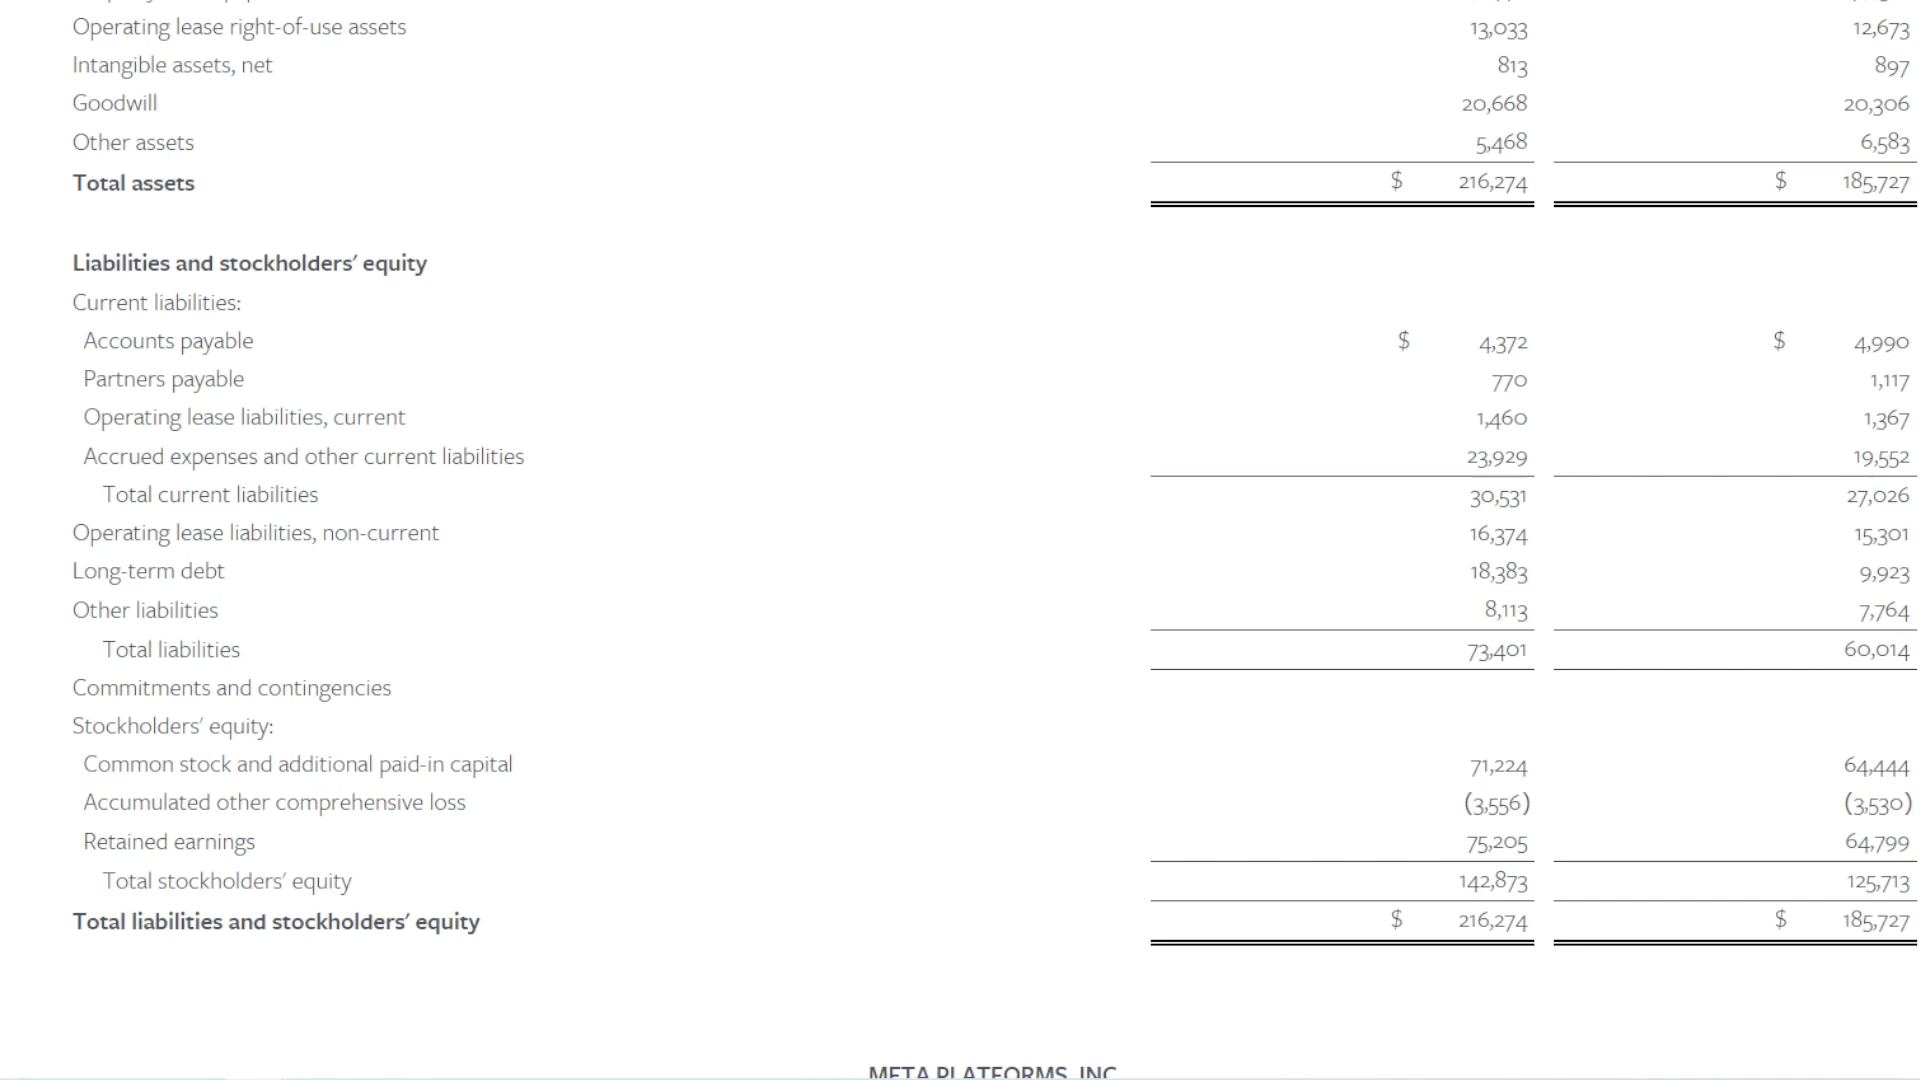 Operating lease right-of-use assets 13,033 12,673
Intangible assets, net 813 897
Goodwill 20,668 20,306
Other assets 5,468 6,583
Total assets $ 216,274 $ 185,727
Liabilities and stockholders' equity
Current liabilities:
Accounts payable $ 4,372 $ 4,990
Partners payable 770 1,117
Operating lease liabilities, current 1,460 1,367
Accrued expenses and other current liabilities 23,929 19,552
Total current liabilities 30,531 27,026
Operating lease liabilities, non-current 16,374 15,301
Long-term debt 18,383 9,923
Other liabilities 8,113 7,764
Total liabilities 73,401 60,014
Commitments and contingencies
Stockholders' equity:
Common stock and additional paid-in capital 71,224 64,444
Accumulated other comprehensive loss (3,556) (3,530)
Retained earnings 75,205 64,799
Total stockholders' equity 142,873 125,713
Total liabilities and stockholders' equity $ 216,274 $ 185,727
META PLATFORMS, INC.